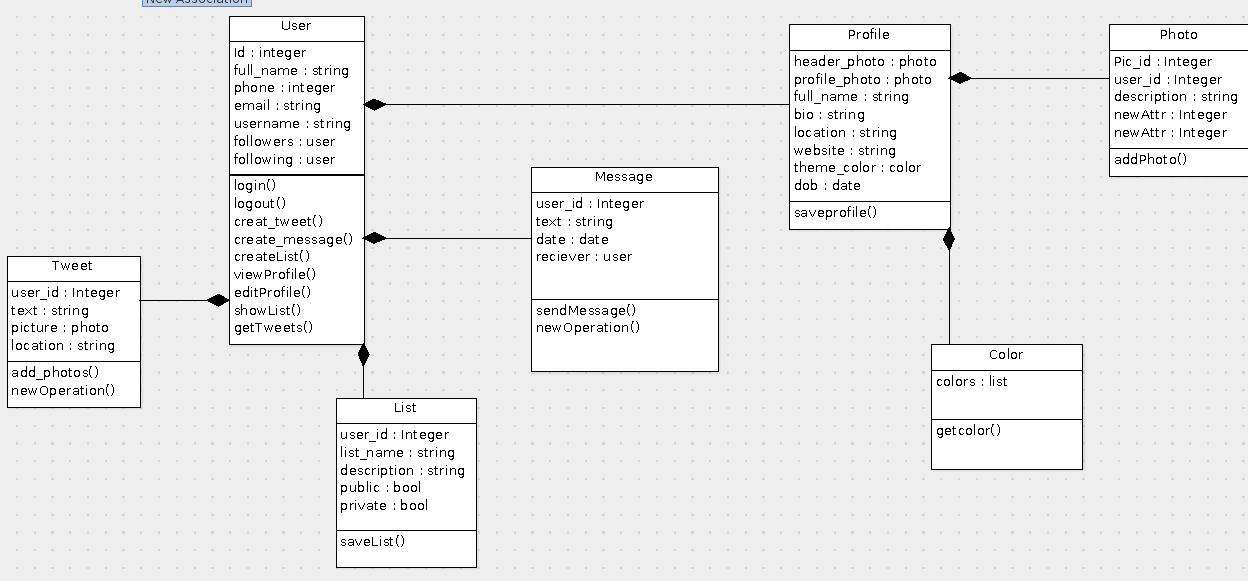 New Association
User
Id : integer
full_name : string
phone : integer
email : string
username : string
followers : user
following : user
login()
logout()
creat_tweet()
create_message()
createList()
viewProfile()
editProfile()
showList()
getTweets()
Profile
header_photo : photo
profile_photo : photo
full_name : string
bio : string
location : string
website : string
theme_color : color
dob : date
saveprofile()
Photo
Pic_id : Integer
user_id : Integer
description : string
newAttr : Integer
newAttr : Integer
addPhoto()
Message
user_id : Integer
text : string
date : date
reciever : user
sendMessage()
newOperation()
Tweet
user_id : Integer
text : string
picture : photo
location : string
add_photos()
newOperation()
List
user_id : Integer
list_name : string
description : string
public : bool
private : bool
saveList()
Color
colors : list
getcolor()